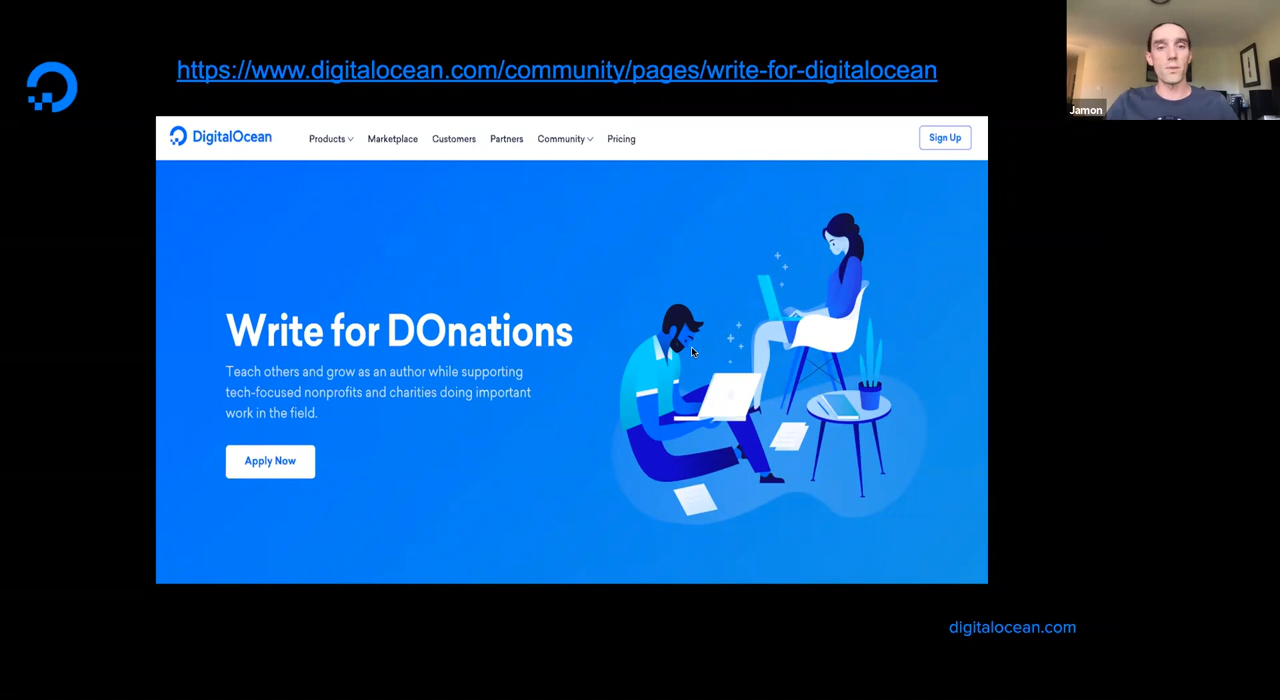 https://www.digitalocean.com/community/pages/write-for-digitalocean
Jamon
DigitalOcean
Products Marketplace Customers Partners Community Pricing
Sign Up
Write for DOnations
Teach others and grow as an author while supporting
tech-focused nonprofits and charities doing important
work in the field.
Apply Now
digitalocean.com